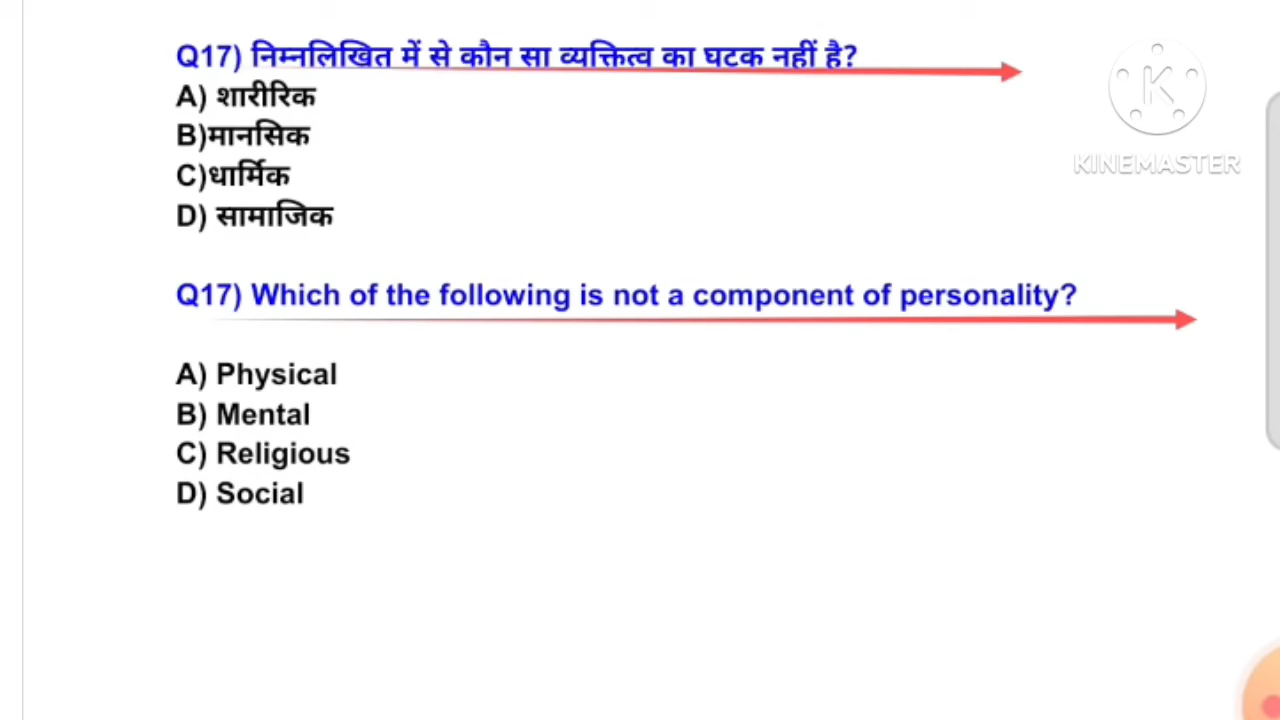 Q17) निम्नलिखित में से कौन सा व्यक्तित्व का घटक नहीं है?
A) शारीरिक
B)मानसिक
C)धार्मिक
D) सामाजिक
K
KINEMASTER
Q17) Which of the following is not a component of personality?
A) Physical
B) Mental
C) Religious
D) Social